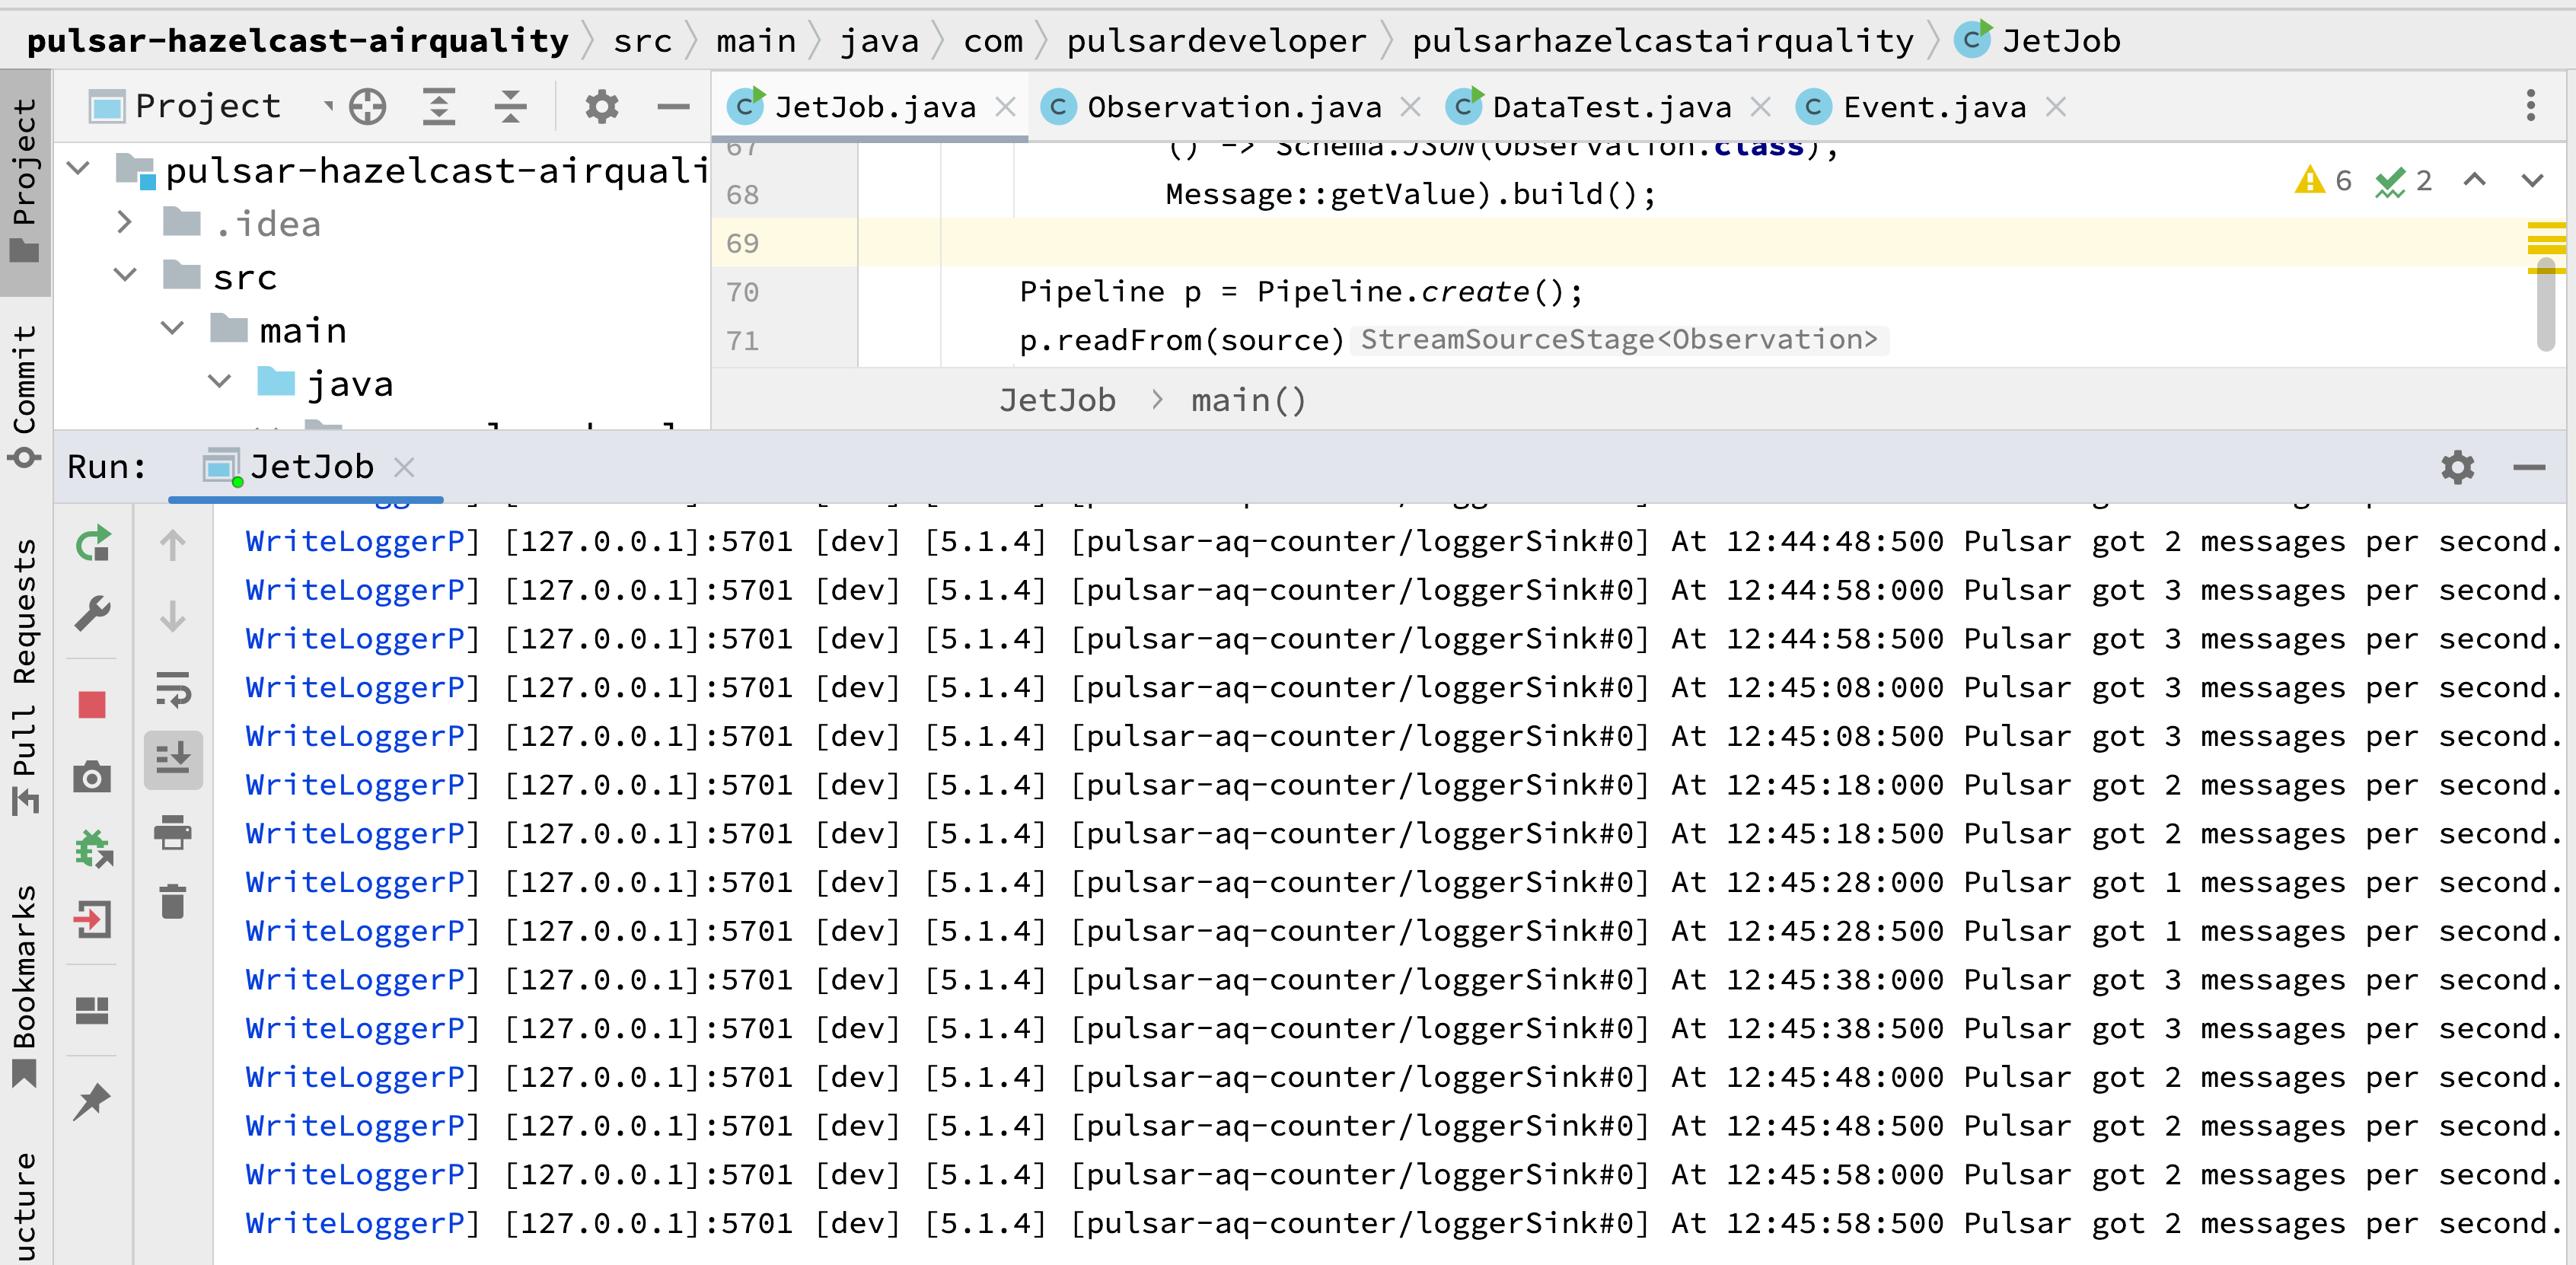 pulsar-hazelcast-airquality src main java com pulsardeveloper pulsarhazelcastairquality JetJob
Project
JetJob.java Observation.java DataTest.java Event.java
Project
Commit
Pull Requests
Bookmarks
ucture
pulsar-hazelcast-airquali
.idea
src
main
java
67 () -> Schema.JSON(Observation.class),
68 Message::getValue).build();
6 2
69
70 Pipeline p = Pipeline.create();
71 p.readFrom(source) StreamSourceStage<Observation>
JetJob > main()
Run: JetJob
WriteLoggerP] [127.0.0.1]:5701 [dev] [5.1.4] [pulsar-aq-counter/loggerSink#0] At 12:44:48:500 Pulsar got 2 messages per second.
WriteLoggerP] [127.0.0.1]:5701 [dev] [5.1.4] [pulsar-aq-counter/loggerSink#0] At 12:44:58:000 Pulsar got 3 messages per second.
WriteLoggerP] [127.0.0.1]:5701 [dev] [5.1.4] [pulsar-aq-counter/loggerSink#0] At 12:44:58:500 Pulsar got 3 messages per second.
WriteLoggerP] [127.0.0.1]:5701 [dev] [5.1.4] [pulsar-aq-counter/loggerSink#0] At 12:45:08:000 Pulsar got 3 messages per second.
WriteLoggerP] [127.0.0.1]:5701 [dev] [5.1.4] [pulsar-aq-counter/loggerSink#0] At 12:45:08:500 Pulsar got 3 messages per second.
WriteLoggerP] [127.0.0.1]:5701 [dev] [5.1.4] [pulsar-aq-counter/loggerSink#0] At 12:45:18:000 Pulsar got 2 messages per second.
WriteLoggerP] [127.0.0.1]:5701 [dev] [5.1.4] [pulsar-aq-counter/loggerSink#0] At 12:45:18:500 Pulsar got 2 messages per second.
WriteLoggerP] [127.0.0.1]:5701 [dev] [5.1.4] [pulsar-aq-counter/loggerSink#0] At 12:45:28:000 Pulsar got 1 messages per second.
WriteLoggerP] [127.0.0.1]:5701 [dev] [5.1.4] [pulsar-aq-counter/loggerSink#0] At 12:45:28:500 Pulsar got 1 messages per second.
WriteLoggerP] [127.0.0.1]:5701 [dev] [5.1.4] [pulsar-aq-counter/loggerSink#0] At 12:45:38:000 Pulsar got 3 messages per second.
WriteLoggerP] [127.0.0.1]:5701 [dev] [5.1.4] [pulsar-aq-counter/loggerSink#0] At 12:45:38:500 Pulsar got 3 messages per second.
WriteLoggerP] [127.0.0.1]:5701 [dev] [5.1.4] [pulsar-aq-counter/loggerSink#0] At 12:45:48:000 Pulsar got 2 messages per second.
WriteLoggerP] [127.0.0.1]:5701 [dev] [5.1.4] [pulsar-aq-counter/loggerSink#0] At 12:45:48:500 Pulsar got 2 messages per second.
WriteLoggerP] [127.0.0.1]:5701 [dev] [5.1.4] [pulsar-aq-counter/loggerSink#0] At 12:45:58:000 Pulsar got 2 messages per second.
WriteLoggerP] [127.0.0.1]:5701 [dev] [5.1.4] [pulsar-aq-counter/loggerSink#0] At 12:45:58:500 Pulsar got 2 messages per second.